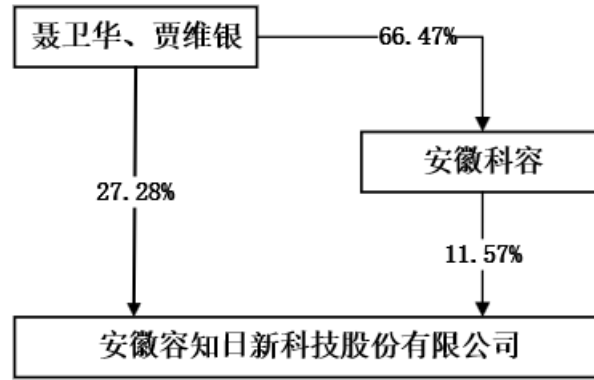 聂卫华、贾维银
66.47%
安徽科容
27.28%
11.57%
安徽容知日新科技股份有限公司